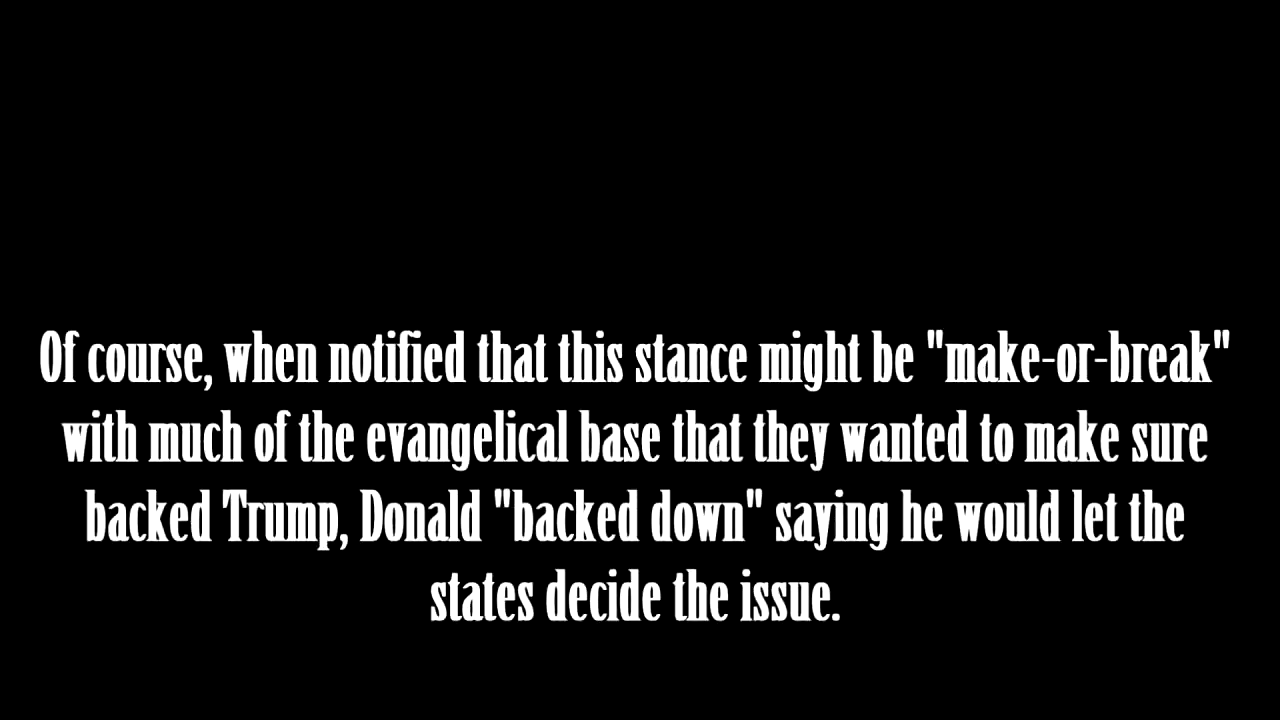 Of course, when notified that this stance might be "make-or-break"
with much of the evangelical base that they wanted to make sure
backed Trump, Donald "backed down" saying he would let the
states decide the issue.